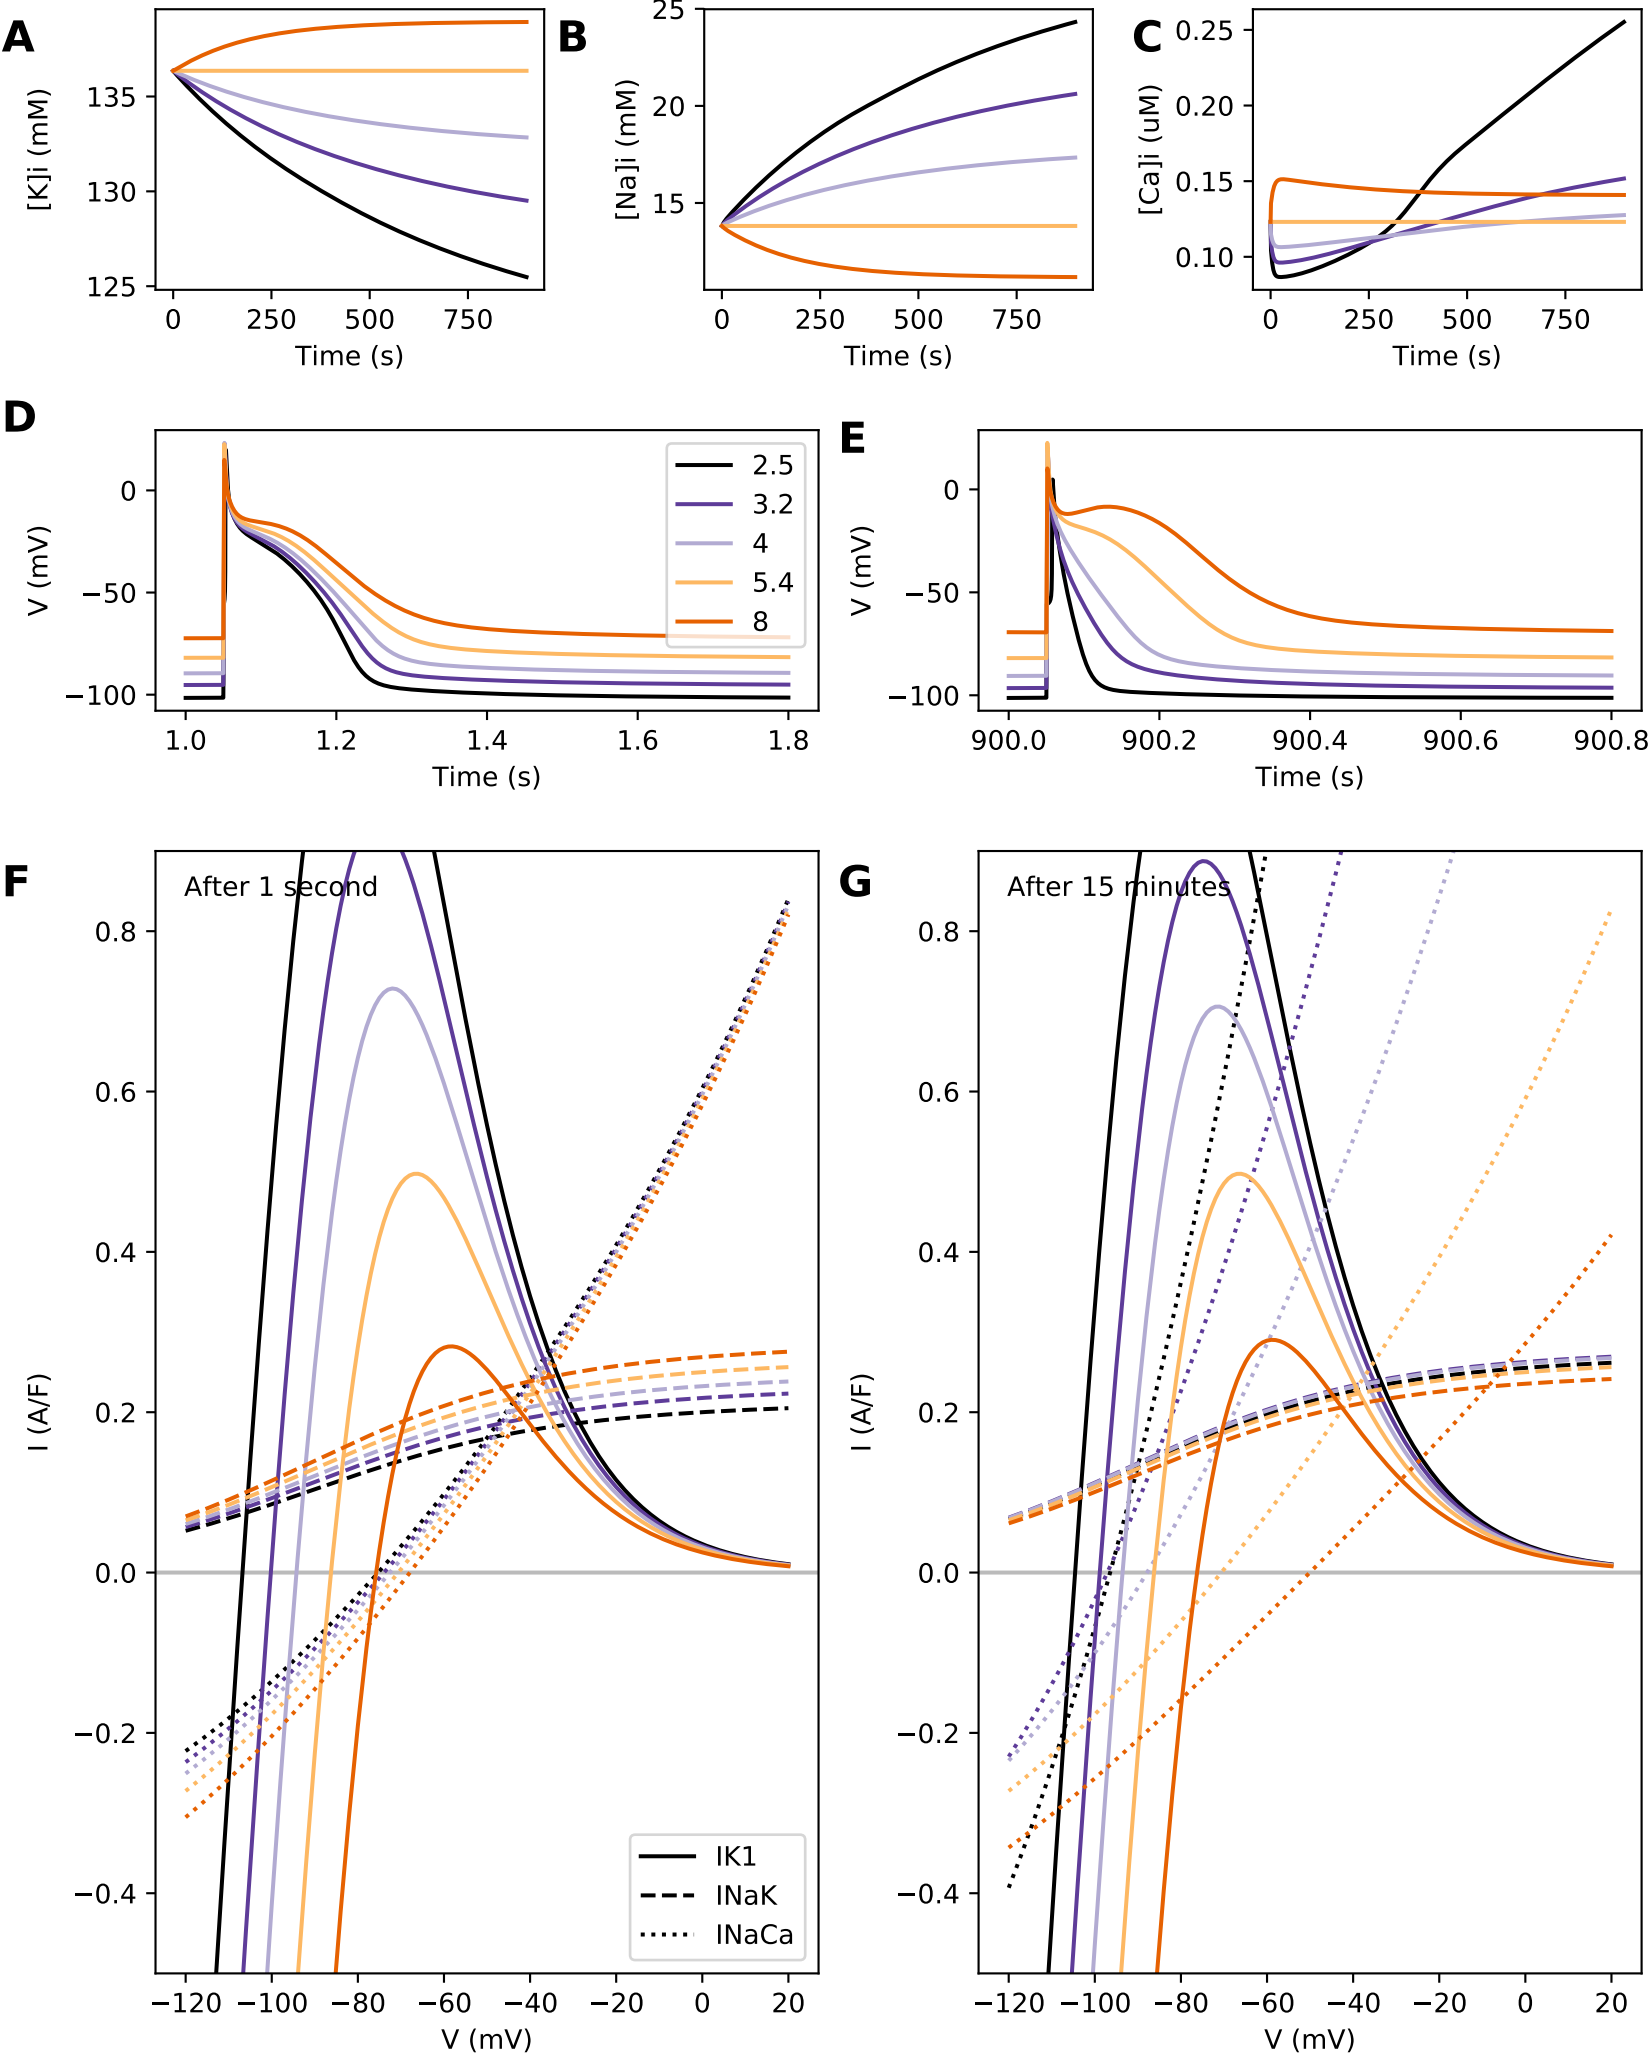 A
135
130
125
[K]i (mM)
0 250 500 750
Time (s)
B
25
20
15
[Na]i (mM)
0 250 500 750
Time (s)
C
0.25
0.20
0.15
0.10
[Ca]i (uM)
0 250 500 750
Time (s)
D
0
−50
−100
V (mV)
2.5
3.2
4
5.4
8
1.0 1.2 1.4 1.6 1.8
Time (s)
E
0
−50
−100
V (mV)
900.0 900.2 900.4 900.6 900.8
Time (s)
F
After 1 second
0.8
0.6
0.4
0.2
0.0
−0.2
−0.4
I (A/F)
IK1
INaK
INaCa
−120 −100 −80 −60 −40 −20 0 20
V (mV)
G
After 15 minutes
0.8
0.6
0.4
0.2
0.0
−0.2
−0.4
I (A/F)
−120 −100 −80 −60 −40 −20 0 20
V (mV)